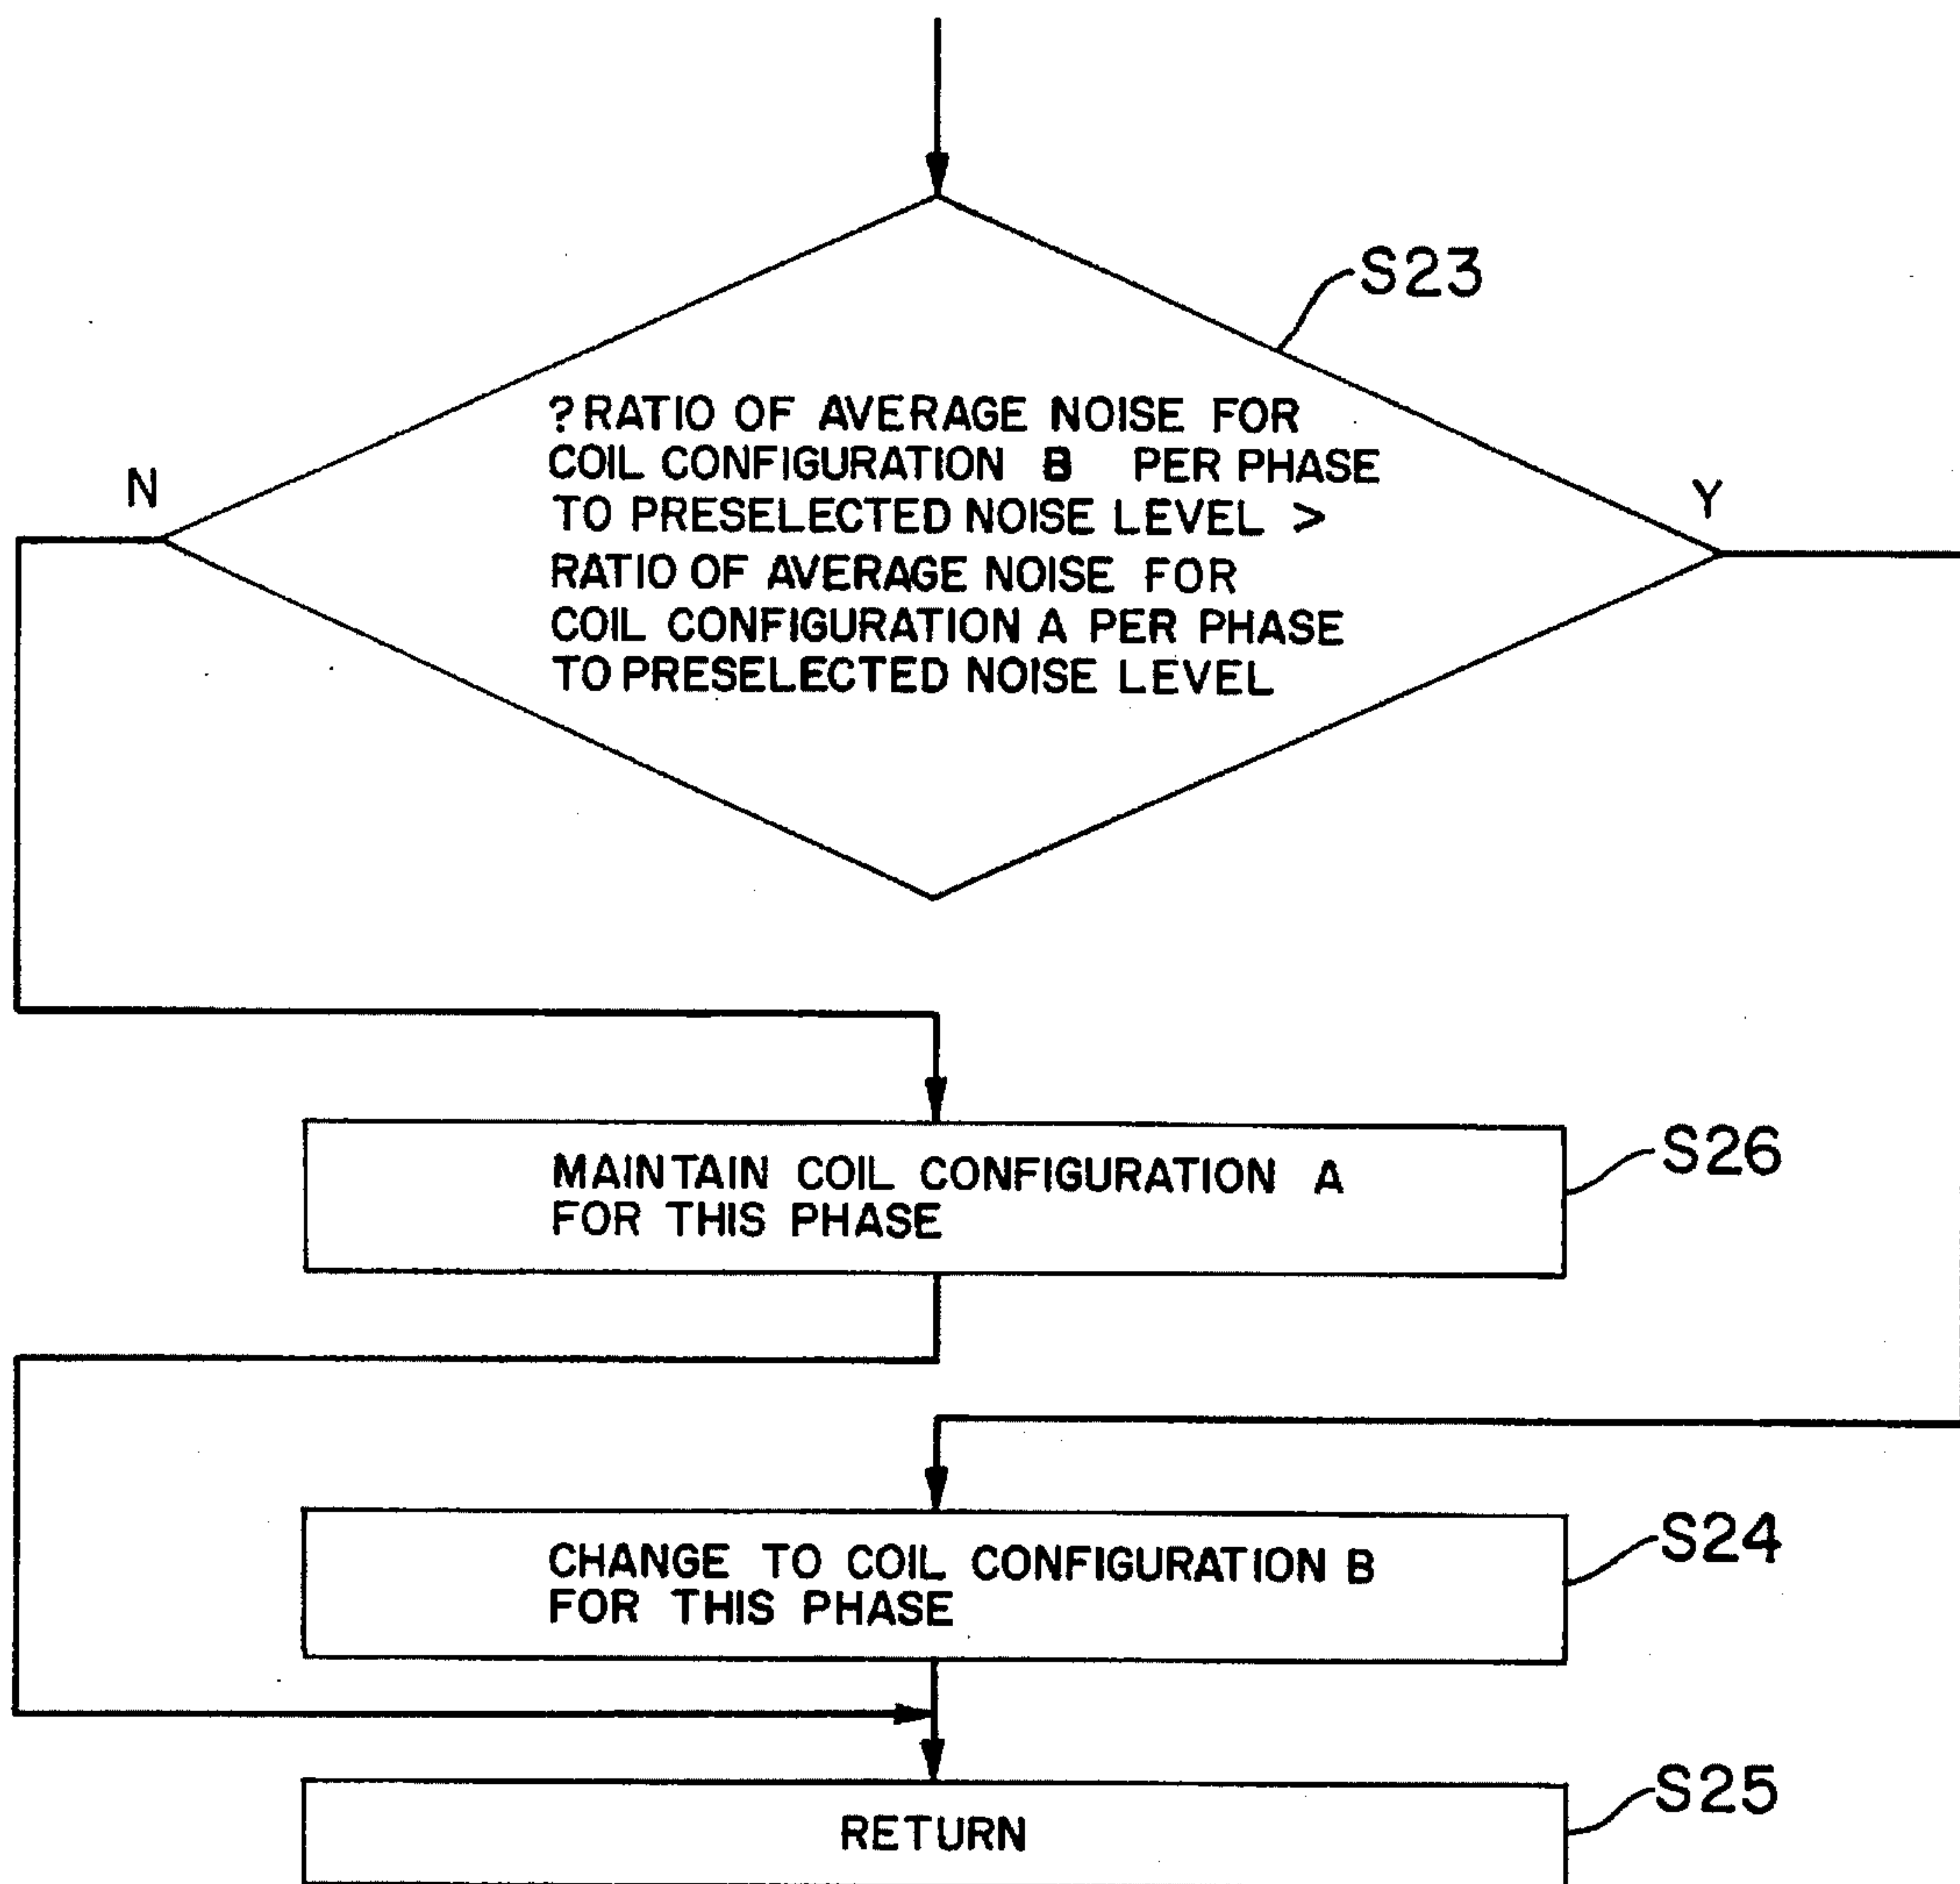 S23
?RATIO OF AVERAGE NOISE FOR
COIL CONFIGURATION B PER PHASE
TO PRESELECTED NOISE LEVEL >
RATIO OF AVERAGE NOISE FOR
COIL CONFIGURATION A PER PHASE
TO PRESELECTED NOISE LEVEL
N
Y
MAINTAIN COIL CONFIGURATION A
FOR THIS PHASE
S26
CHANGE TO COIL CONFIGURATION B
FOR THIS PHASE
S24
RETURN
S25